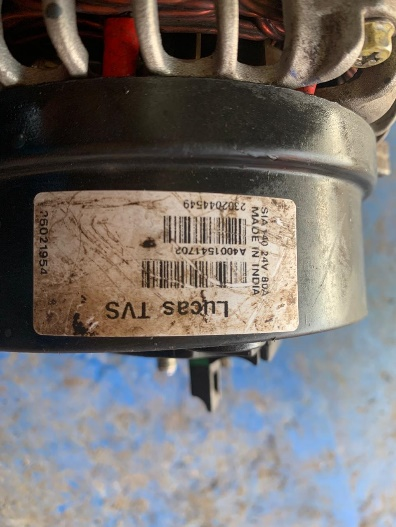 Lucas TVS
A4001541702
2302044549
MADE IN INDIA
24V 80A
26021954